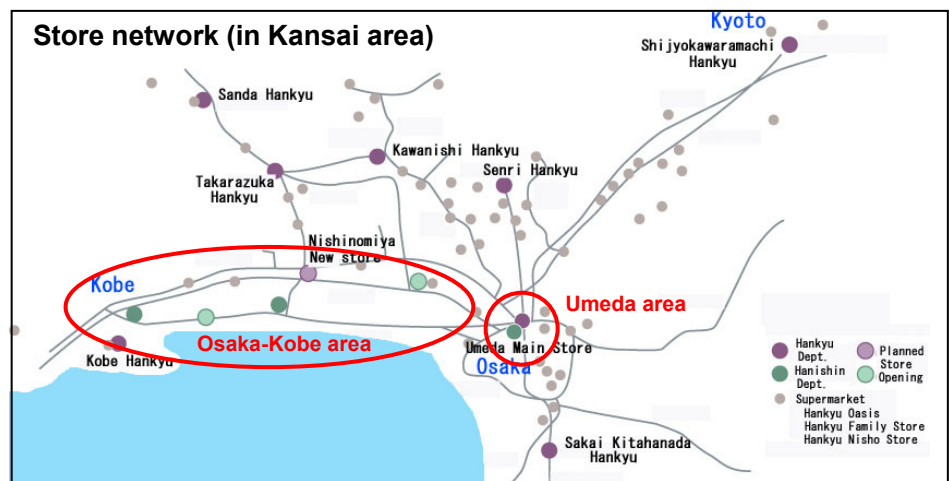 Store network (in Kansai area)
Kyoto
Shijyokawaramachi
Hankyu
Sanda Hankyu
Kawanishi Hankyu
Senri Hankyu
Takarazuka
Hankyu
Nishinomiya
New store
Kobe
Umeda area
Osaka-Kobe area
Umeda Main Store
Kobe Hankyu
Osaka
Hankyu
Dept.
Planned
Store
Opening
Hanishin
Dept.
Supermarket
Hankyu Oasis
Hankyu Family Store
Hankyu Nisho Store
Sakai Kitahanada
Hankyu